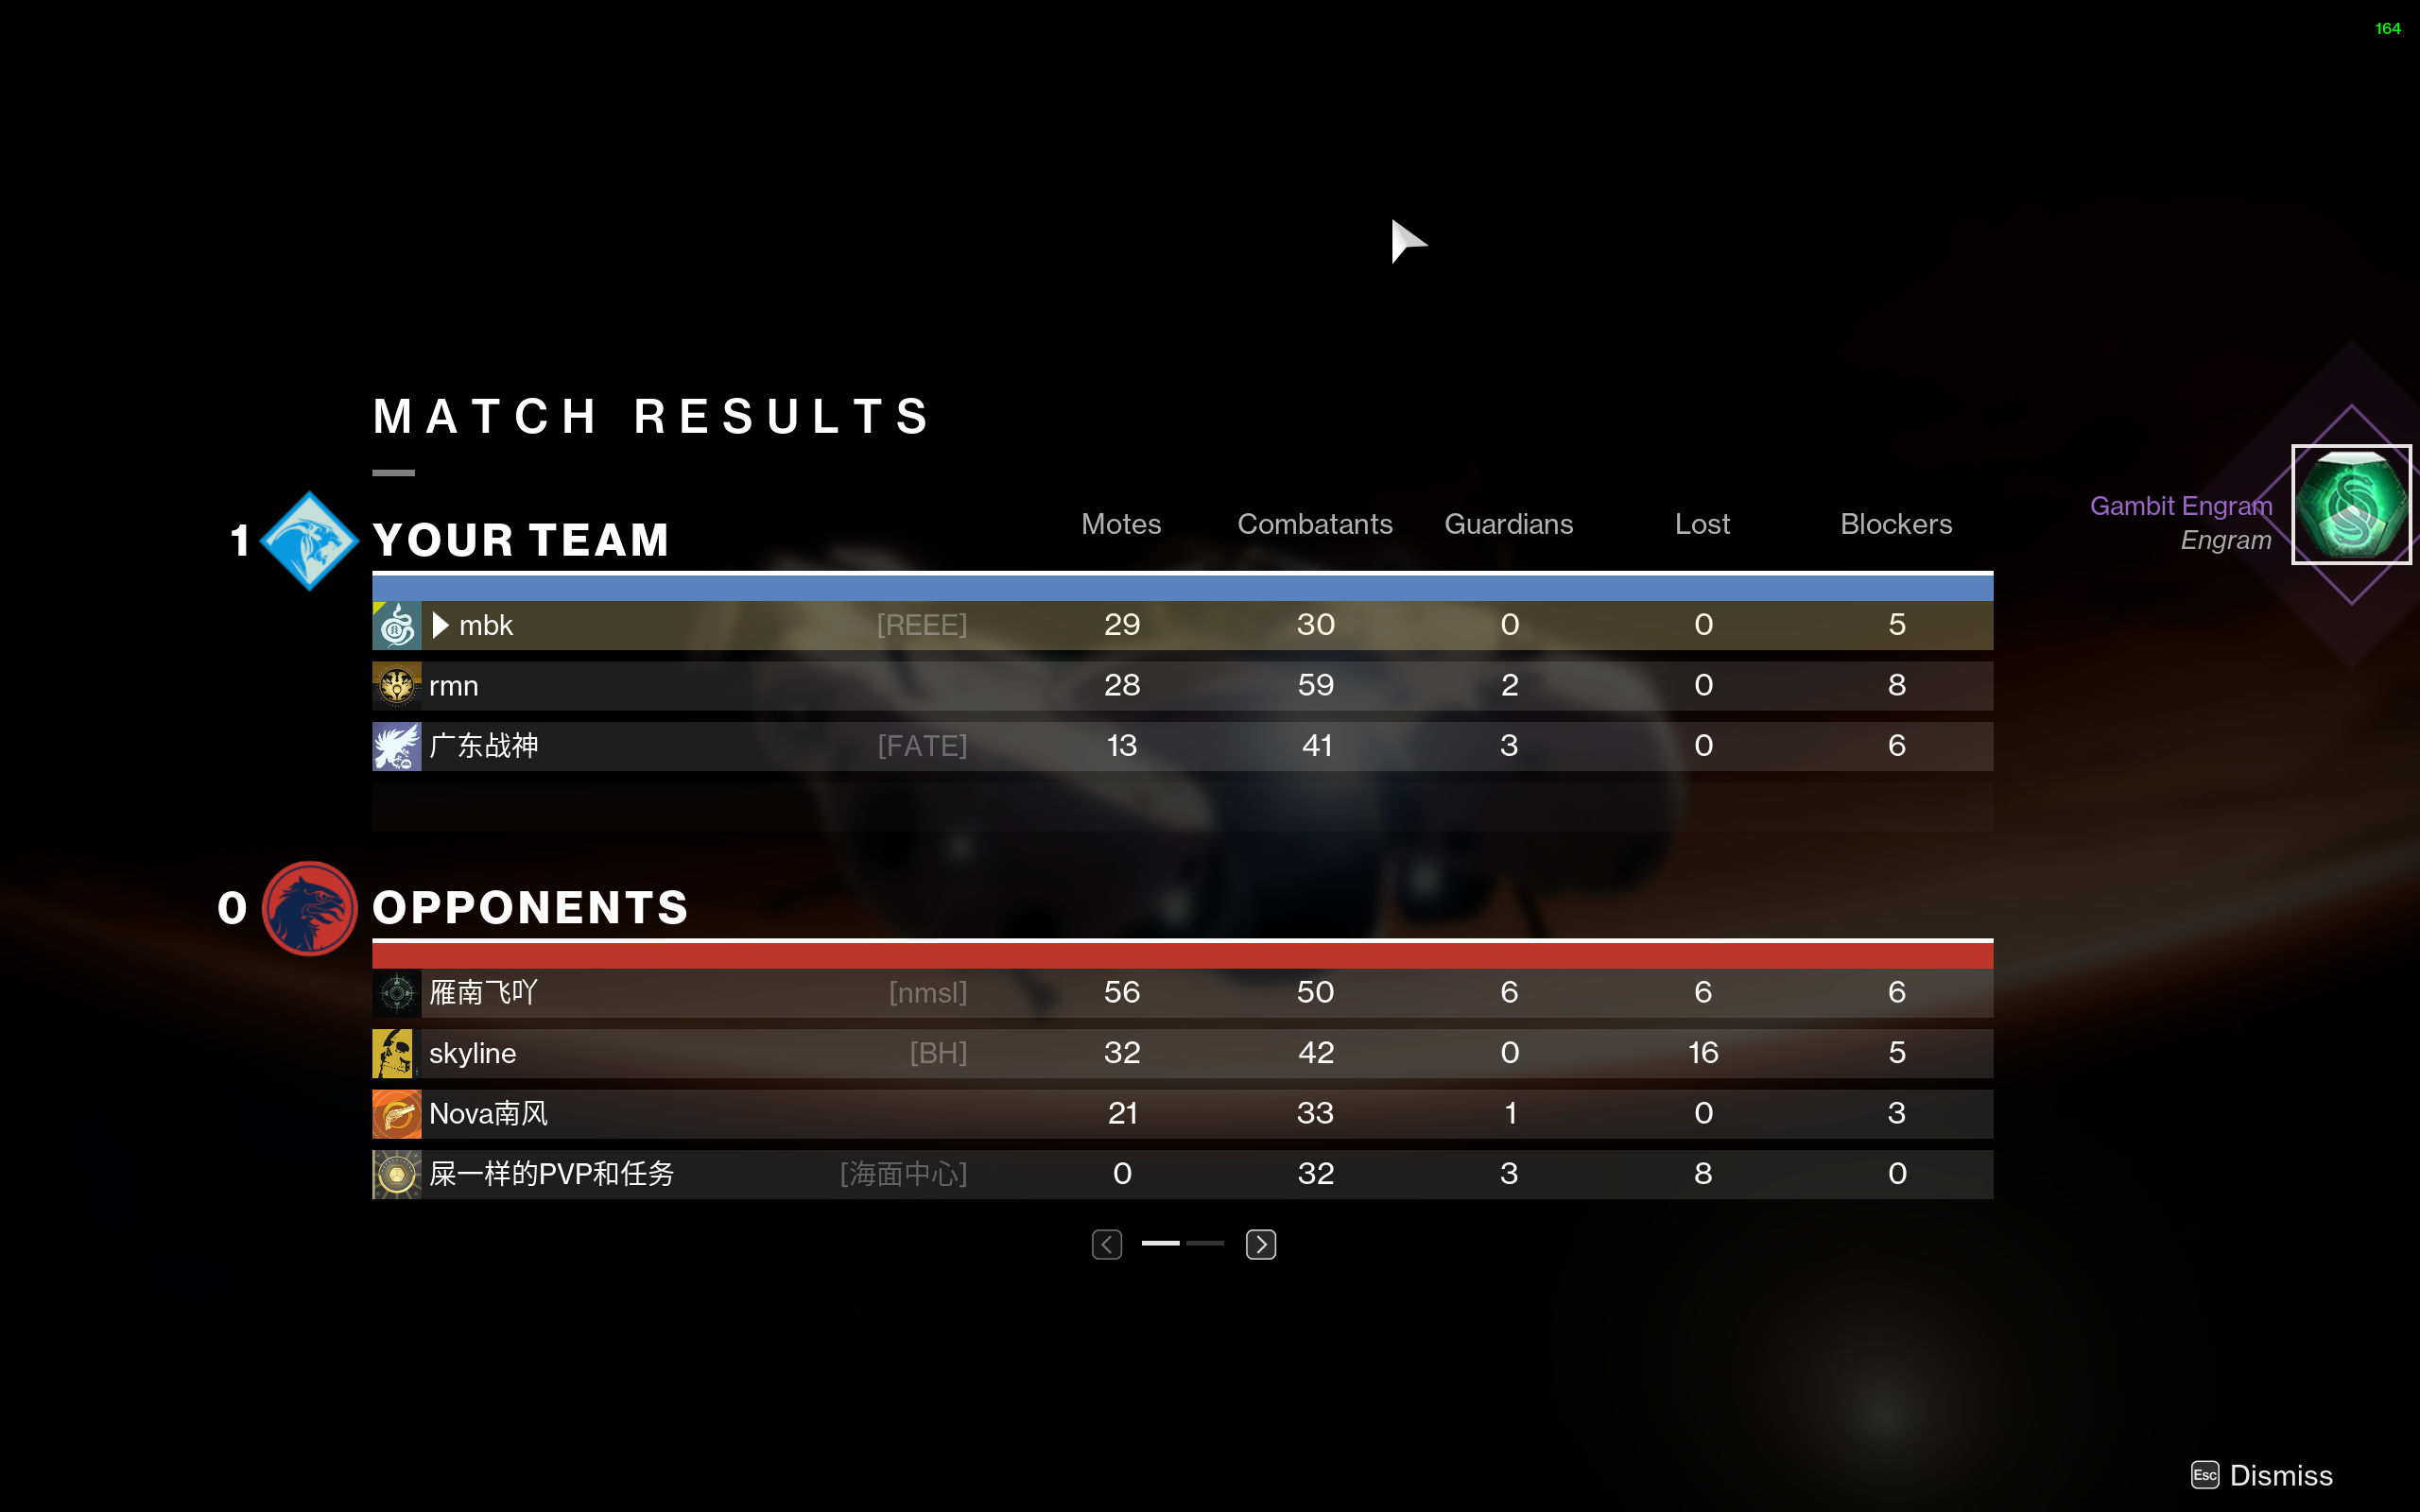 164
MATCH RESULTS
1 YOUR TEAM Motes Combatants Guardians Lost Blockers
mbk [REEE] 29 30 0 0 5
rmn 28 59 2 0 8
广东战神 [FATE] 13 41 3 0 6
Gambit Engram
Engram
0 OPPONENTS
雁南飞吖 [nmsl] 56 50 6 6 6
skyline [BH] 32 42 0 16 5
Nova南风 21 33 1 0 3
屎一样的PVP和任务 [海面中心] 0 32 3 8 0
Esc Dismiss